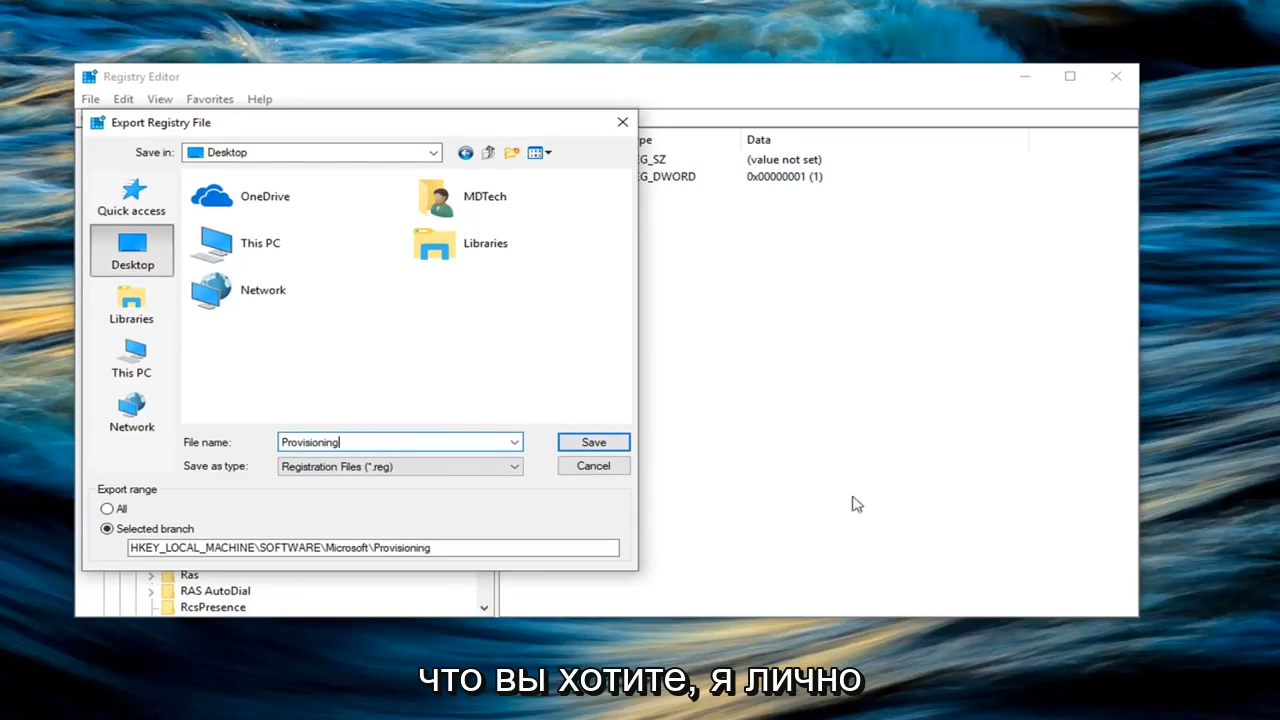 Registry Editor
File Edit View Favorites Help
Export Registry File
Save in: Desktop
Data
(value not set)
REG_DWORD 0x00000001 (1)
Quick access
Desktop
Libraries
This PC
Network
OneDrive
MDTech
This PC
Libraries
Network
File name: Provisioning
Save
Save as type: Registration Files (*.reg)
Cancel
Export range
All
Selected branch
HKEY_LOCAL_MACHINE\SOFTWARE\Microsoft\Provisioning
Ras
RAS AutoDial
RcsPresence
что вы хотите, я лично